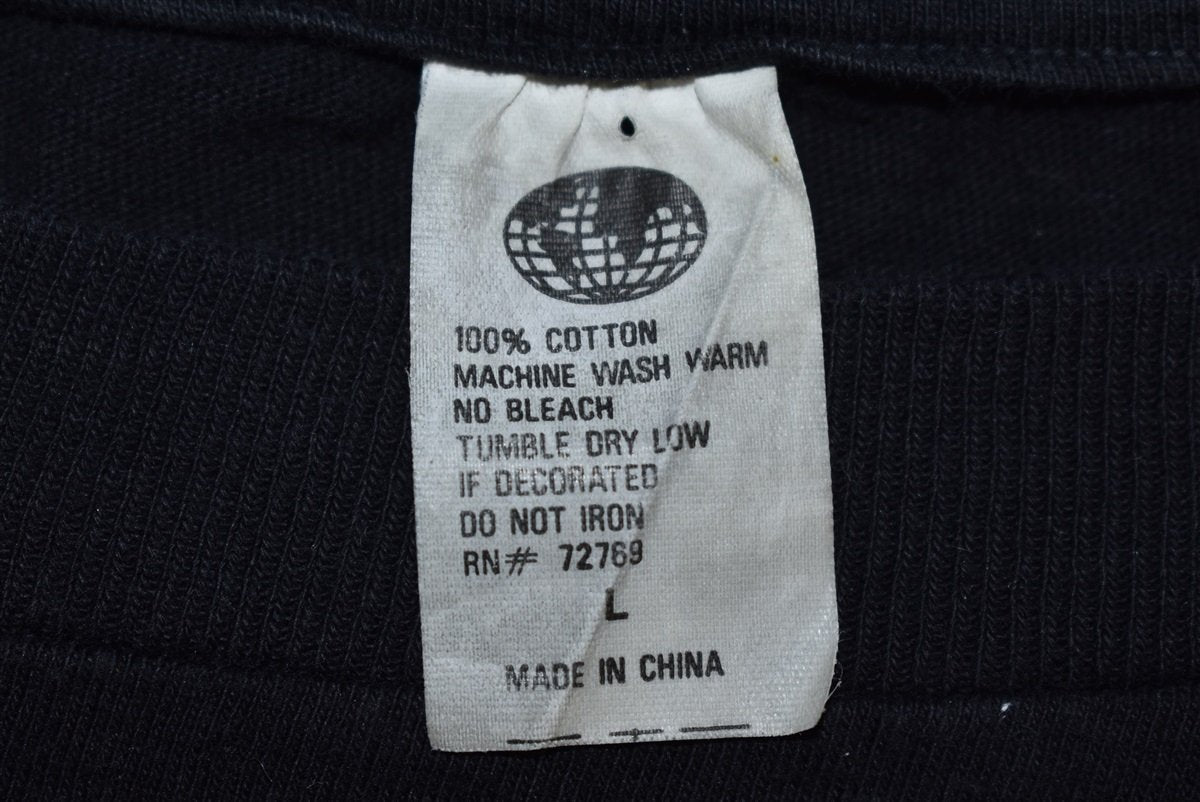 100% COTTON
MACHINE WASH WARM
NO BLEACH
TUMBLE DRY LOW
IF DECORATED
DO NOT IRON
RN# 72769
L
MADE IN CHINA